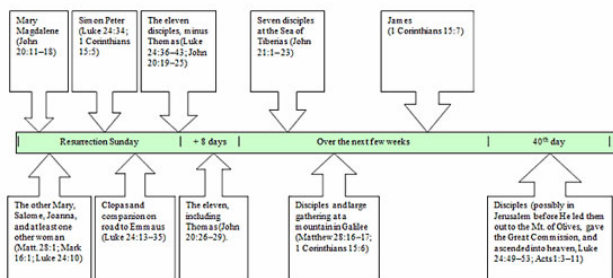 Mary
Magdalene
(John
20:11–18)
Simon Peter
(Luke 24:34;
1 Corinthians
15:5)
The eleven
disciples, minus
Thomas (Luke
24:36–43; John
20:19–25)
Seven disciples
at the Sea of
Tiberias (John
21:1–23)
James
(1 Corinthians 15:7)
Resurrection Sunday
+ 8 days
Over the next few weeks
40th day
The other Mary,
Salome, Joanna,
and at least one
other woman
(Matt. 28:1; Mark
16:1; Luke 24:10)
Clopas and
companion on
road to Emmaus
(Luke 24:13–35)
The eleven,
including
Thomas (John
20:26–29).
Disciples and large
gathering at a
mountain in Galilee
(Matthew 28:16–17;
1 Corinthians 15:6)
Disciples (possibly in
Jerusalem before He led them
out to the Mt. of Olives, gave
the Great Commission, and
ascended into heaven, Luke
24:49–53; Acts 1:3–11)